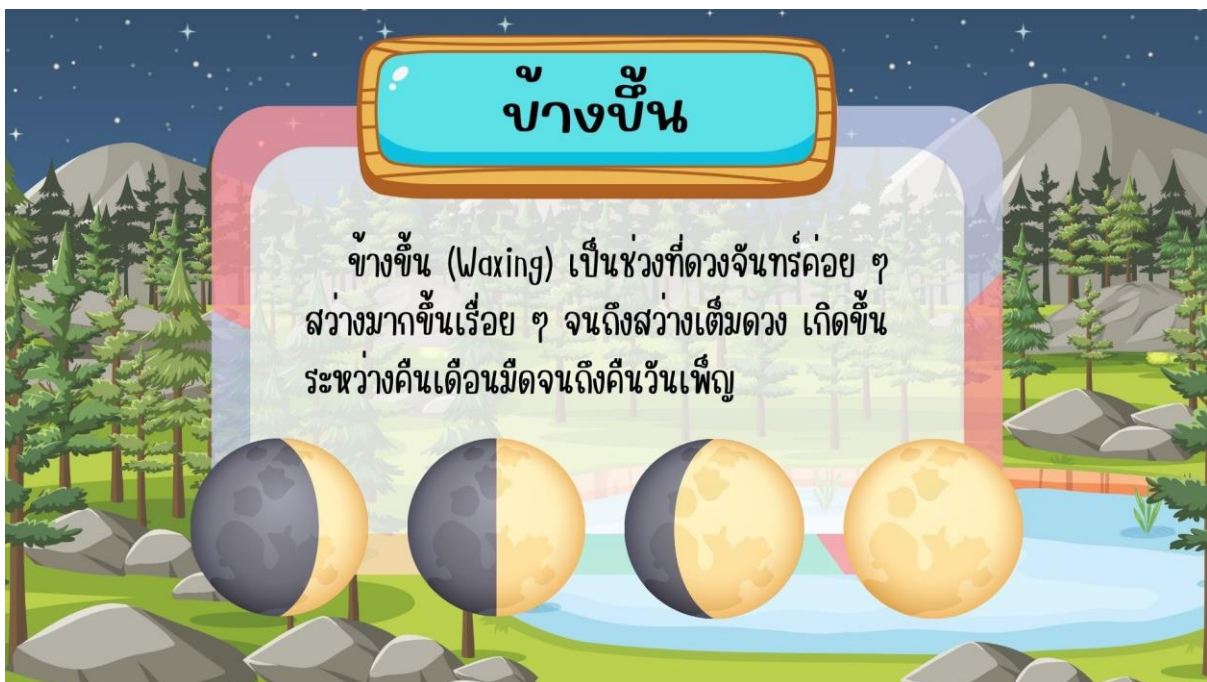 ข้างขึ้น
ข้างขึ้น (Waxing) เป็นช่วงที่ดวงจันทร์ค่อย ๆ
สว่างมากขึ้นเรื่อย ๆ จนถึงสว่างเต็มดวง เกิดขึ้น
ระหว่างคืนเดือนมืดจนถึงคืนวันเพ็ญ